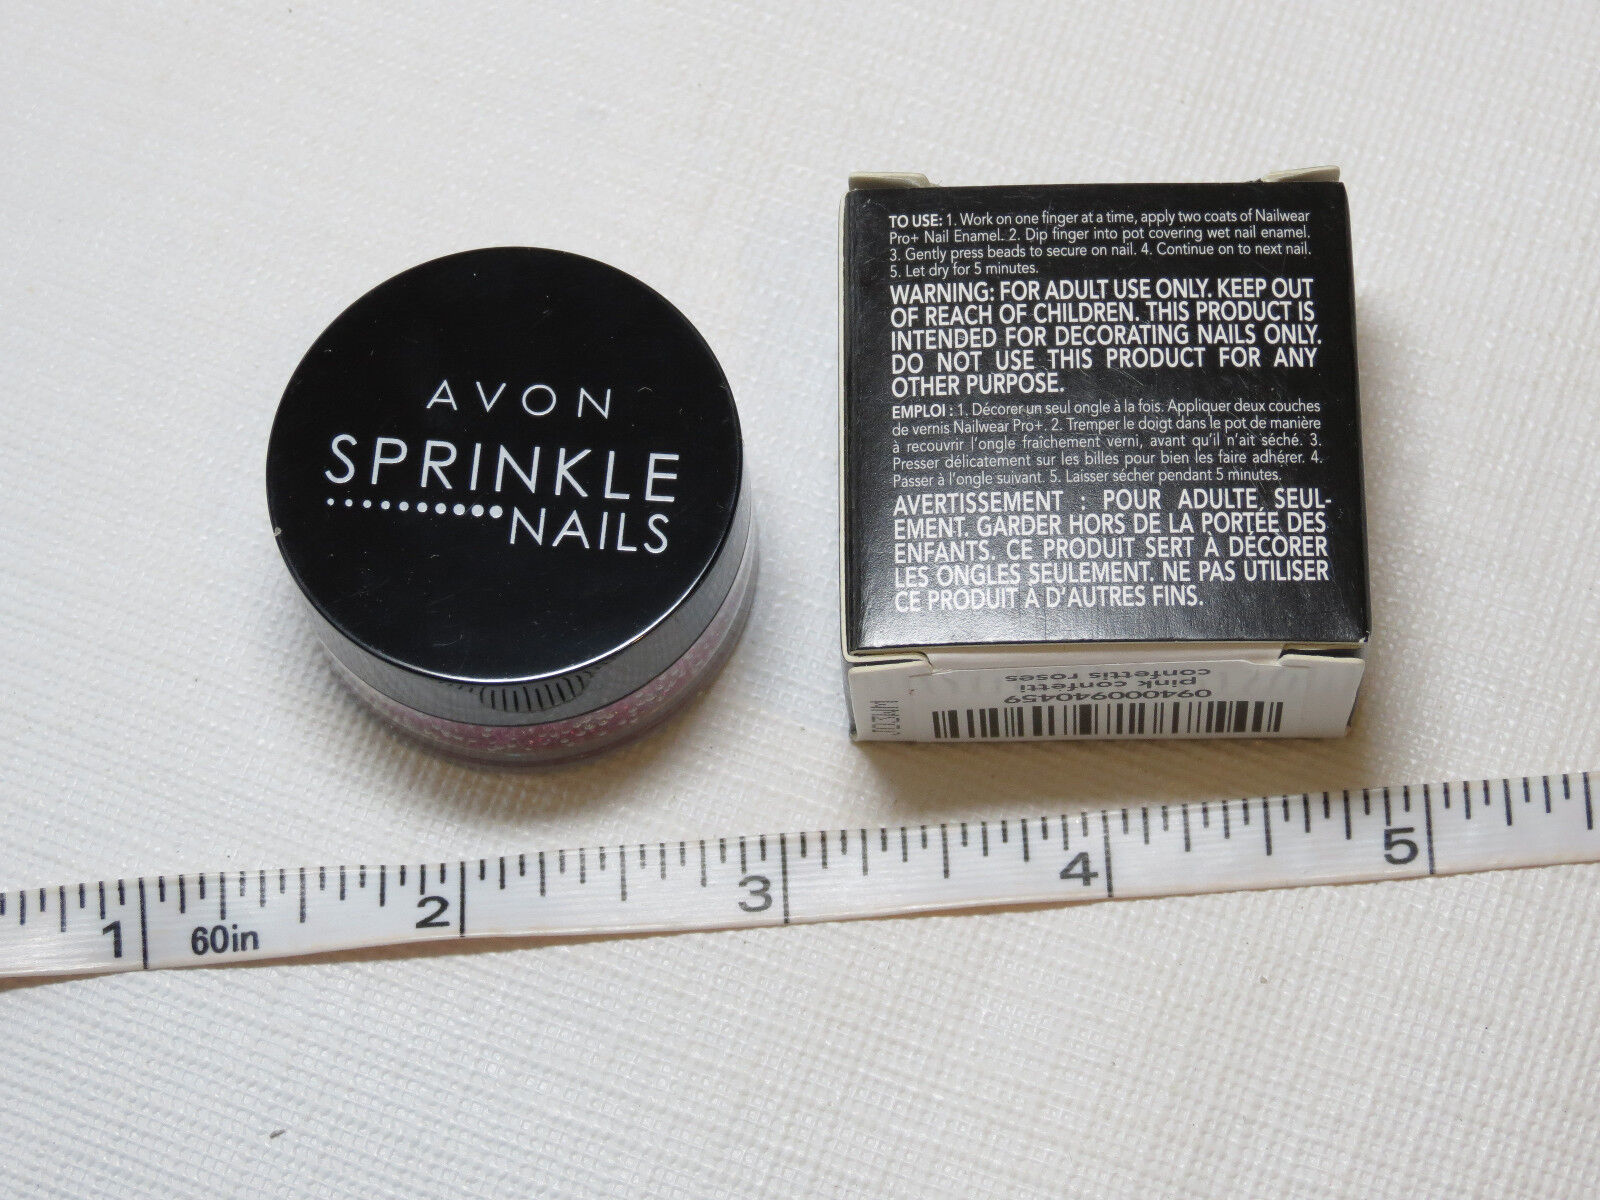 AVON
SPRINKLE
NAILS
TO USE: 1. Work on one finger at a time, apply two coats of Nailwear
Pro+ Nail Enamel. 2. Dip finger into pot covering wet nail enamel.
3. Gently press beads to secure on nail. 4. Continue on to next nail.
5. Let dry for 5 minutes.
WARNING: FOR ADULT USE ONLY. KEEP OUT
OF REACH OF CHILDREN. THIS PRODUCT IS
INTENDED FOR DECORATING NAILS ONLY.
DO NOT USE THIS PRODUCT FOR ANY
OTHER PURPOSE.
EMPLOI : 1. Décorer un seul ongle à la fois. Appliquer deux couches
de vernis Nailwear Pro+. 2. Tremper le doigt dans le pot de manière
à recouvrir l'ongle fraîchement verni, avant qu'il n'ait séché. 3.
Presser délicatement sur les billes pour bien les faire adhérer. 4.
Passer à l'ongle suivant. 5. Laisser sécher pendant 5 minutes.
AVERTISSEMENT : POUR ADULTE SEUL-
EMENT. GARDER HORS DE LA PORTÉE DES
ENFANTS. CE PRODUIT SERT À DÉCORER
LES ONGLES SEULEMENT. NE PAS UTILISER
CE PRODUIT À D'AUTRES FINS.
094000940459
pink confetti
confettis roses
1 60in 2 3 4 5